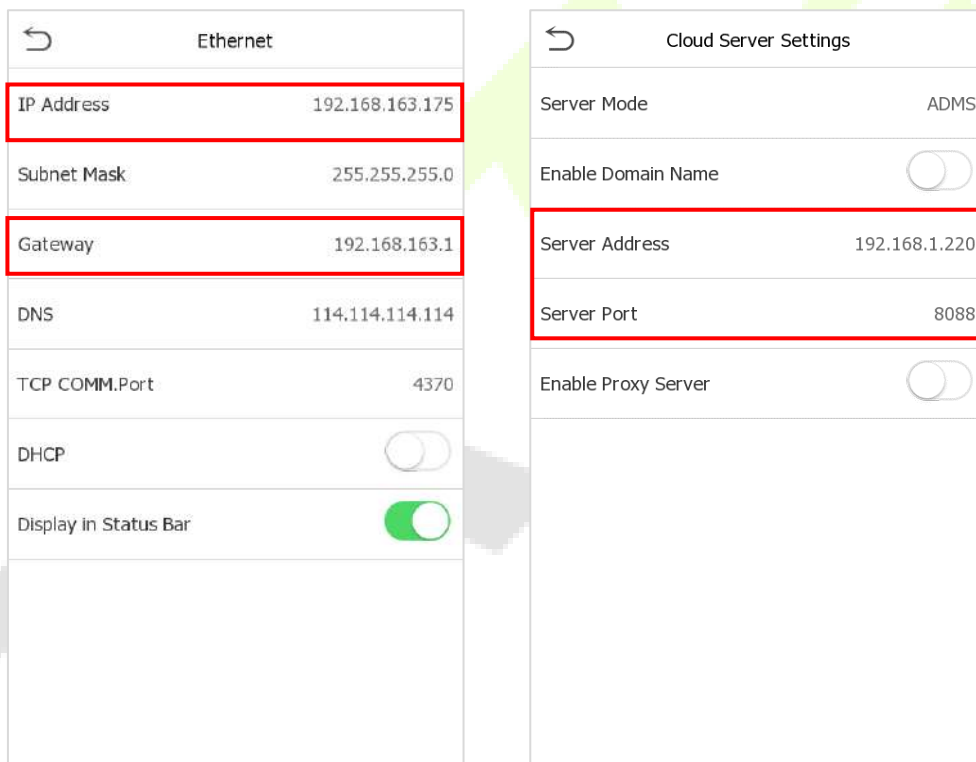 Ethernet
IP Address 192.168.163.175
Subnet Mask 255.255.255.0
Gateway 192.168.163.1
DNS 114.114.114.114
TCP COMM.Port 4370
DHCP
Display in Status Bar
Cloud Server Settings
Server Mode ADMS
Enable Domain Name
Server Address 192.168.1.220
Server Port 8088
Enable Proxy Server